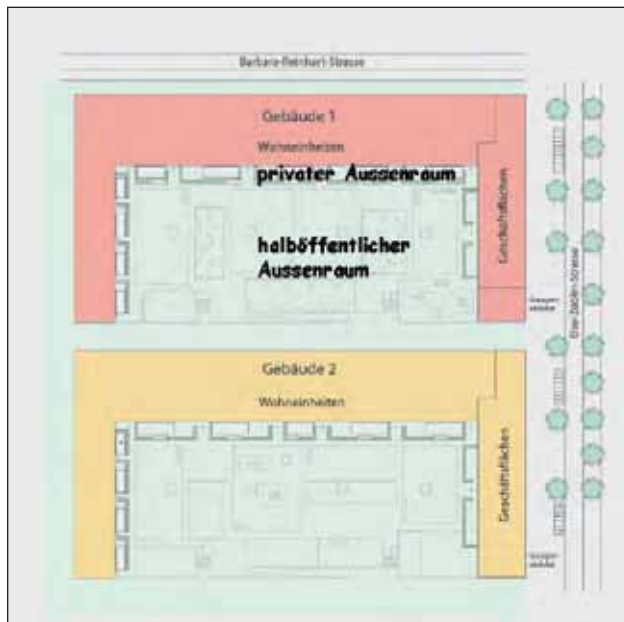 Barbara-Reinhart-Strasse
Gebäude 1
Wohneinheiten
privater Aussenraum
halböffentlicher
Aussenraum
Geschäftsflächen
Gebäude 2
Wohneinheiten
Geschäftsflächen